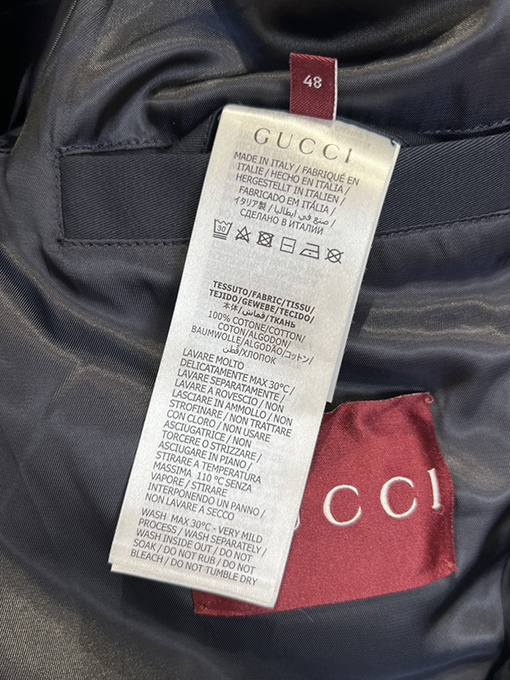 48
GUCCI
MADE IN ITALY / FABRIQUÉ EN
ITALIE / HECHO EN ITALIA /
HERGESTELLT IN ITALIEN /
FABRICADO EM ITÁLIA /
イタリア製 / صنع في ايطاليا /
СДЕЛАНО В ИТАЛИИ
30
TESSUTO/FABRIC/TISSU/
TEJIDO/GEWEBE/TECIDO/
本体/قماش/ТКАНЬ
100% COTONE/COTTON/
COTON/ALGODON/
BAUMWOLLE/ALGODÃO/コットン/
قطن/ХЛОПОК
LAVARE MOLTO
DELICATAMENTE MAX 30°C /
LAVARE SEPARATAMENTE /
LAVARE A ROVESCIO / NON
LASCIARE IN AMMOLLO / NON
STROFINARE / NON TRATTARE
CON CLORO / NON USARE
ASCIUGATRICE / NON
TORCERE O STRIZZARE /
ASCIUGARE IN PIANO /
STIRARE A TEMPERATURA
MASSIMA 110 °C SENZA
VAPORE / STIRARE
INTERPONENDO UN PANNO /
NON LAVARE A SECCO
WASH MAX 30°C - VERY MILD
PROCESS / WASH SEPARATELY /
WASH INSIDE OUT / DO NOT
SOAK / DO NOT RUB / DO NOT
BLEACH / DO NOT TUMBLE DRY
CCI